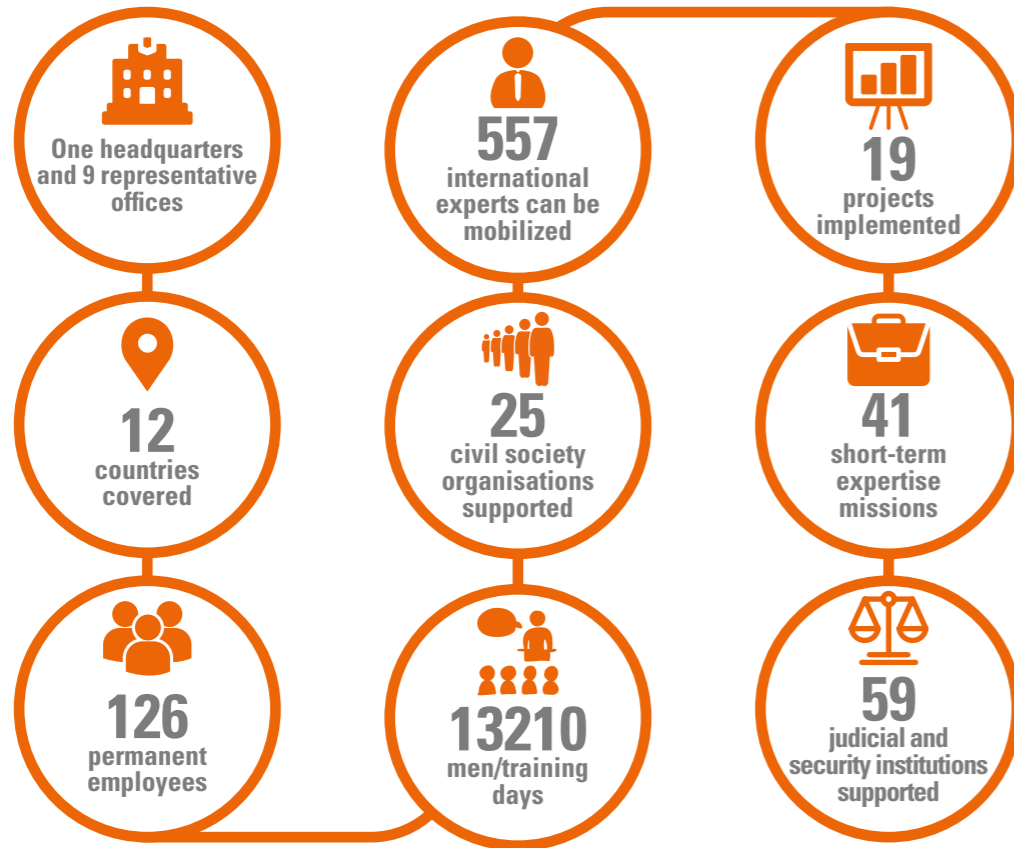 One headquarters
and 9 representative
offices
12
countries
covered
126
permanent
employees
13210
men/training
days
25
civil society
organisations
supported
557
international
experts can be
mobilized
19
projects
implemented
41
short-term
expertise
missions
59
judicial and
security institutions
supported